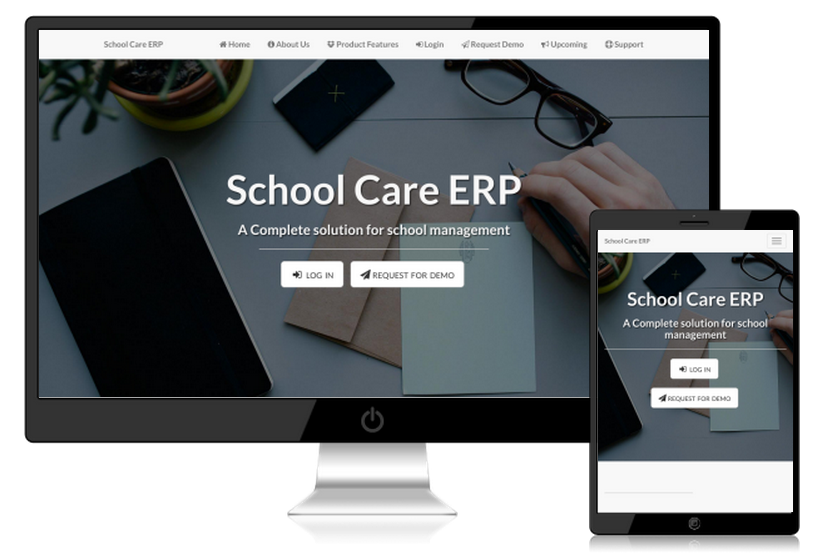 School Care ERP Home About Us Product Features Login Request Demo Upcoming Support
School Care ERP
A Complete solution for school management
LOG IN REQUEST FOR DEMO
School Care ERP
School Care ERP
A Complete solution for school
management
LOG IN
REQUEST FOR DEMO